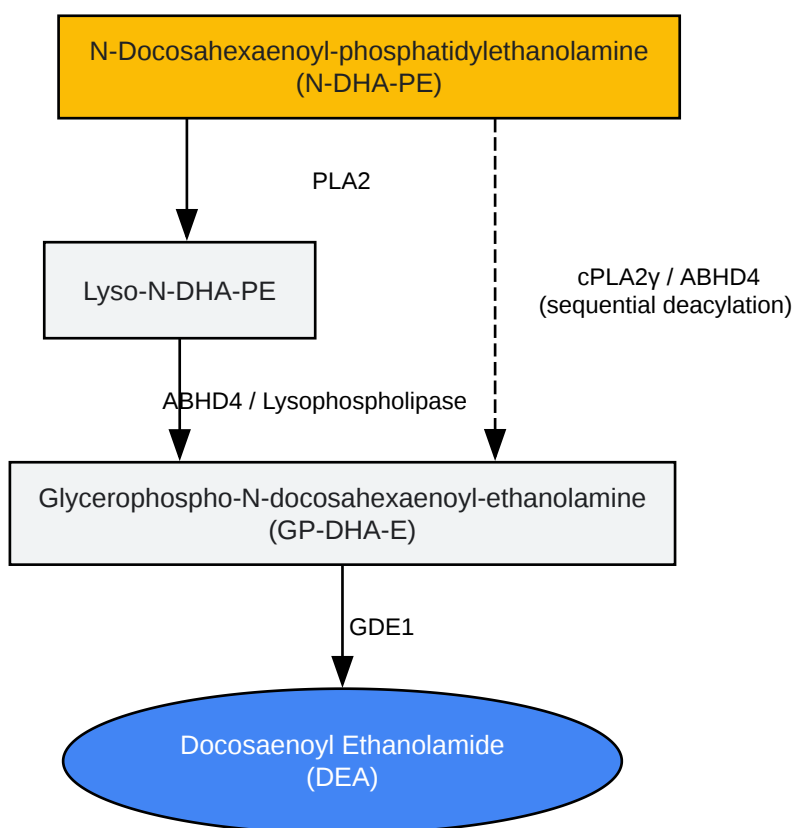 N-Docosahexaenoyl-phosphatidylethanolamine
(N-DHA-PE)
PLA2
Lyso-N-DHA-PE
cPLA2γ / ABHD4
(sequential deacylation)
ABHD4 / Lysophospholipase
Glycerophospho-N-docosahexaenoyl-ethanolamine
(GP-DHA-E)
GDE1
Docosaenoyl Ethanolamide
(DEA)